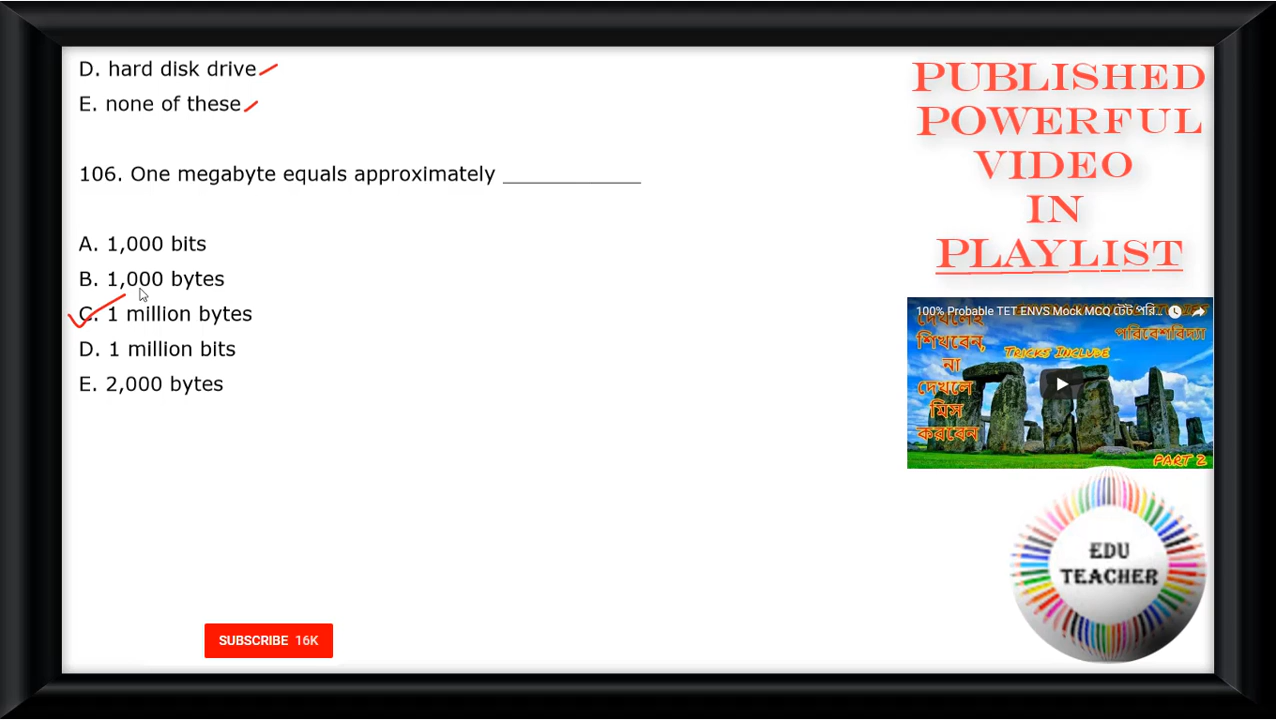 D. hard disk drive
E. none of these
106. One megabyte equals approximately ____________
A. 1,000 bits
B. 1,000 bytes
C. 1 million bytes
D. 1 million bits
E. 2,000 bytes
PUBLISHED
POWERFUL
VIDEO
IN
PLAYLIST
100% Probable TET ENVS Mock MCQ টেট পরি...
দেখলেই
শিখবেন,
না
দেখলে
মিস
করবেন
পরিবেশবিদ্যা
TRICKS INCLUDE
PART 2
EDU
TEACHER
SUBSCRIBE 16K